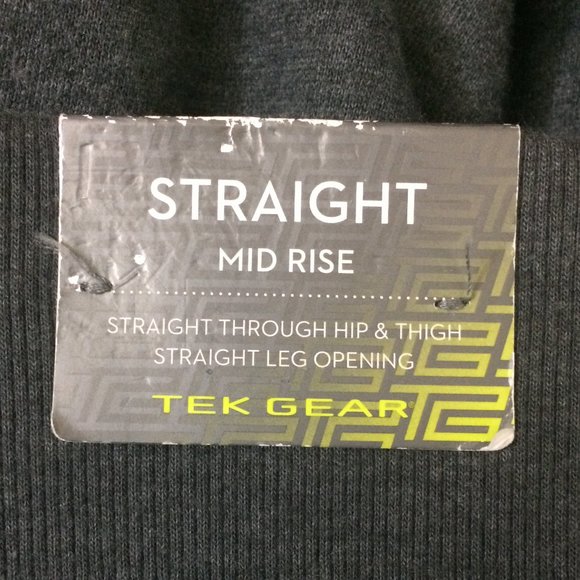 STRAIGHT
MID RISE
STRAIGHT THROUGH HIP & THIGH
STRAIGHT LEG OPENING
TEK GEAR®